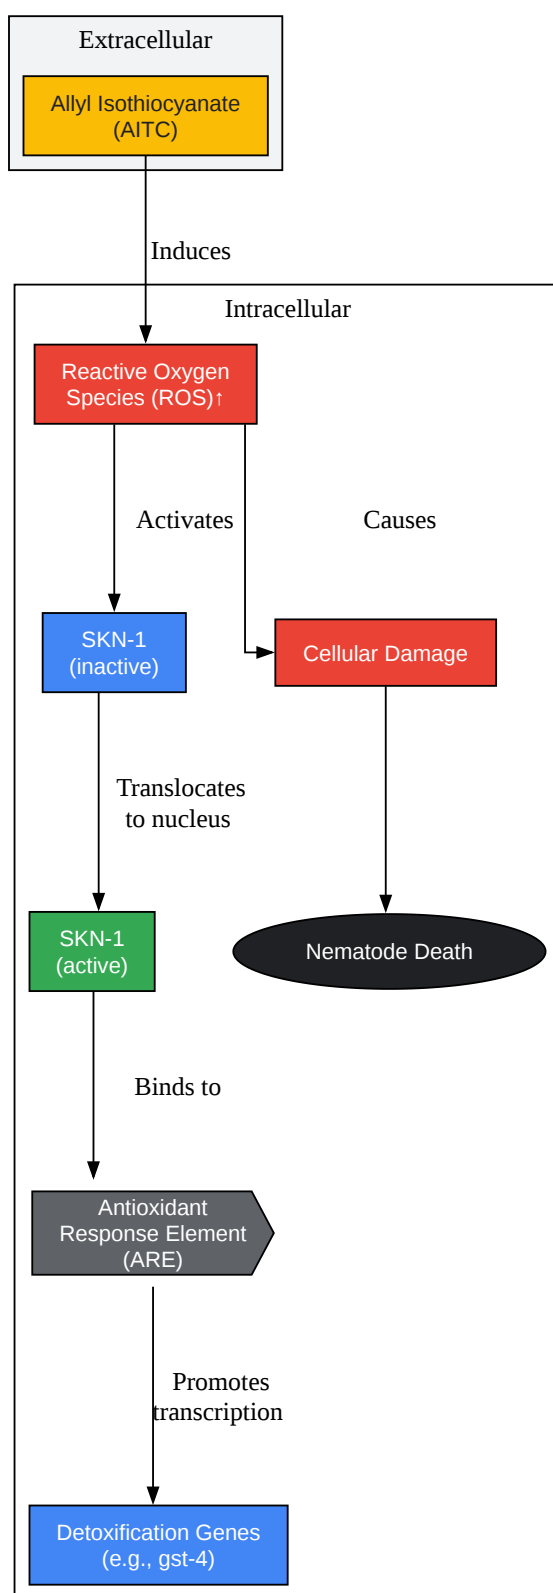 Extracellular
Allyl Isothiocyanate
(AITC)
Induces
Intracellular
Reactive Oxygen
Species (ROS)↑
Activates
Causes
SKN-1
(inactive)
Cellular Damage
Translocates
to nucleus
SKN-1
(active)
Nematode Death
Binds to
Antioxidant
Response Element
(ARE)
Promotes
transcription
Detoxification Genes
(e.g., gst-4)